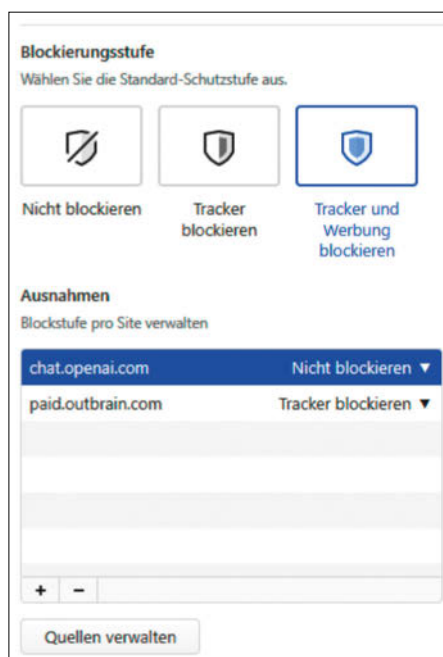 Blockierungsstufe
Wählen Sie die Standard-Schutzstufe aus.
Nicht blockieren
Tracker
blockieren
Tracker und
Werbung
blockieren
Ausnahmen
Blockstufe pro Site verwalten
chat.openai.com Nicht blockieren ▼
paid.outbrain.com Tracker blockieren ▼
+ −
Quellen verwalten